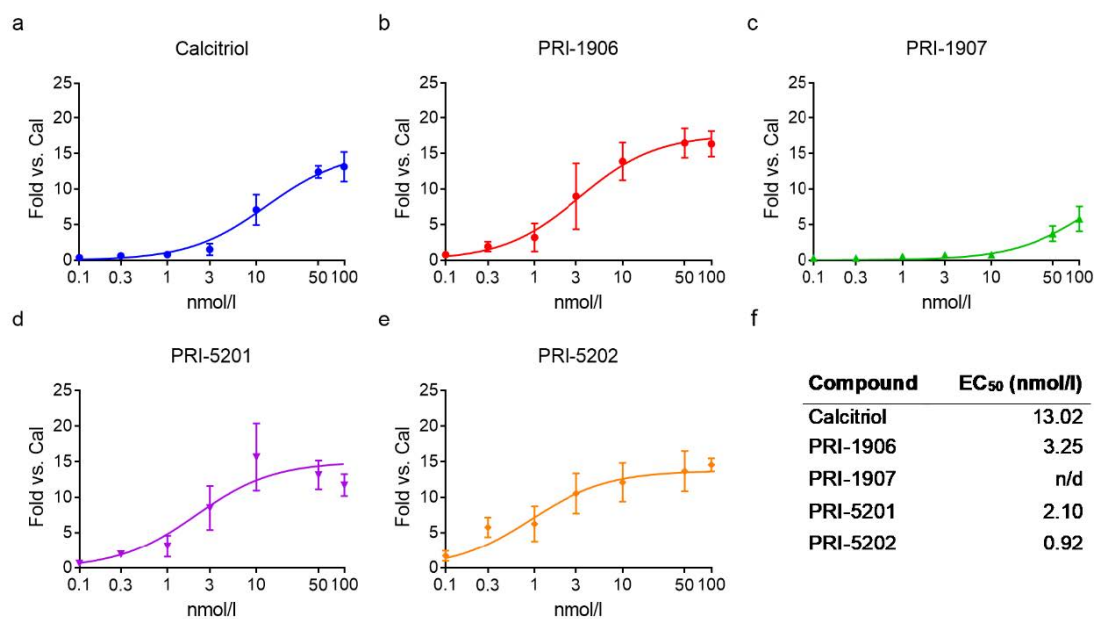 a
Calcitriol
Fold vs. Cal
25
20
15
10
5
0
0.1 0.3 1 3 10 50 100
nmol/l
b
PRI-1906
Fold vs. Cal
25
20
15
10
5
0
0.1 0.3 1 3 10 50 100
nmol/l
c
PRI-1907
Fold vs. Cal
25
20
15
10
5
0
0.1 0.3 1 3 10 50 100
nmol/l
d
PRI-5201
Fold vs. Cal
25
20
15
10
5
0
0.1 0.3 1 3 10 50 100
nmol/l
e
PRI-5202
Fold vs. Cal
25
20
15
10
5
0
0.1 0.3 1 3 10 50 100
nmol/l
f
Compound EC₅₀ (nmol/l)
Calcitriol 13.02
PRI-1906 3.25
PRI-1907 n/d
PRI-5201 2.10
PRI-5202 0.92